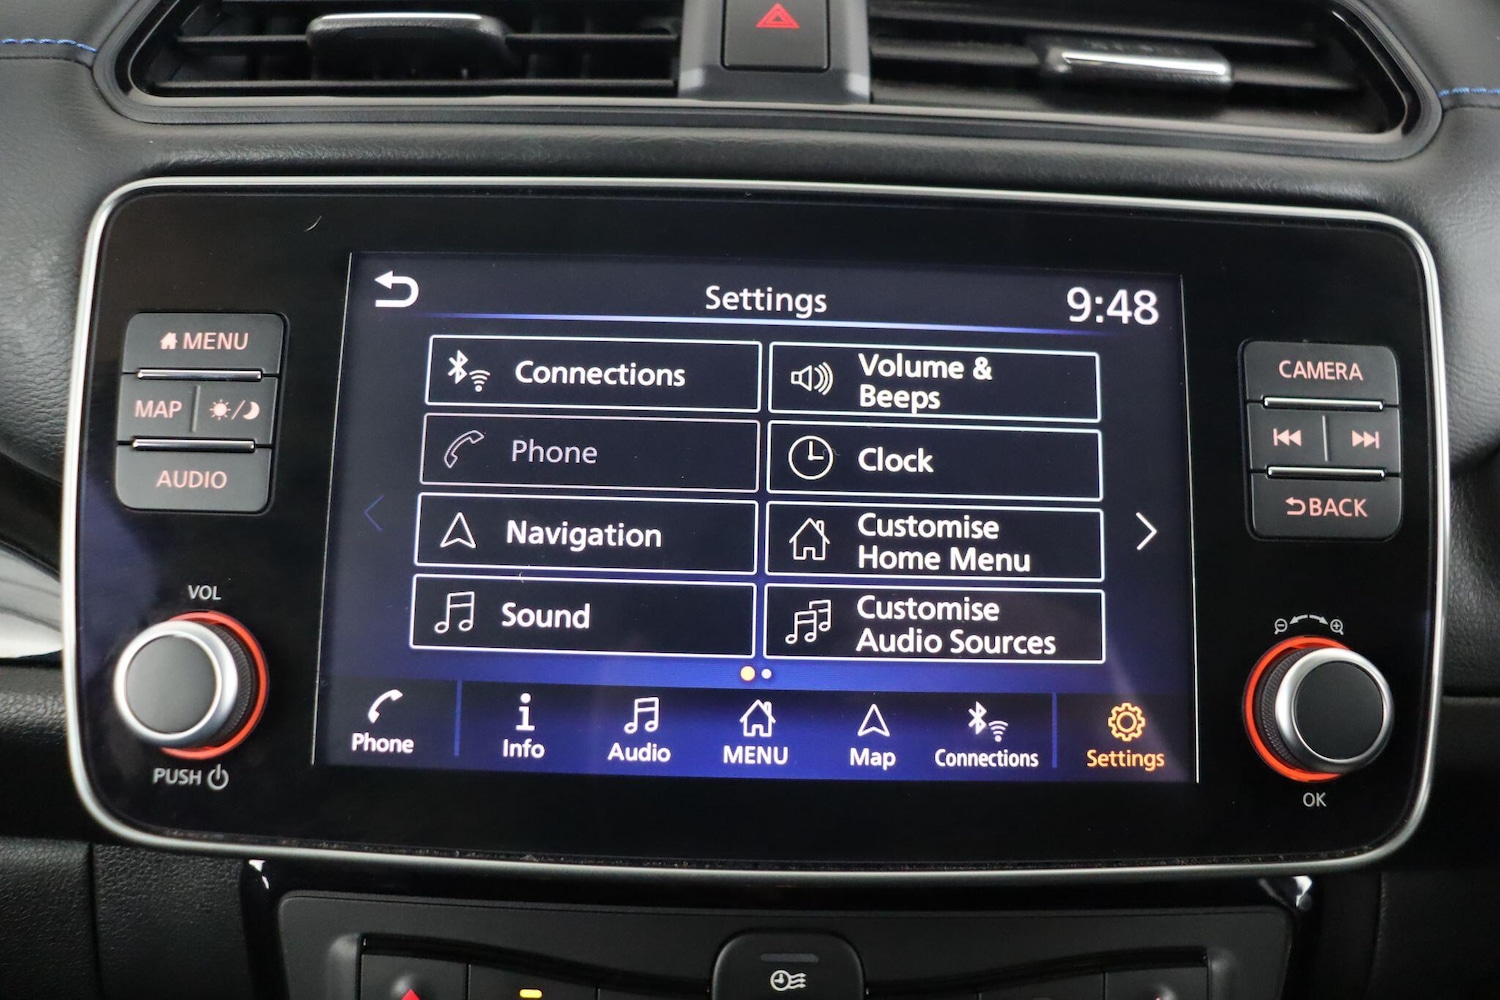 Settings
9:48
MENU
MAP
AUDIO
VOL
PUSH
Connections
Phone
Navigation
Sound
Volume &
Beeps
Clock
Customise
Home Menu
Customise
Audio Sources
Phone
Info
Audio
MENU
Map
Connections
Settings
CAMERA
BACK
OK